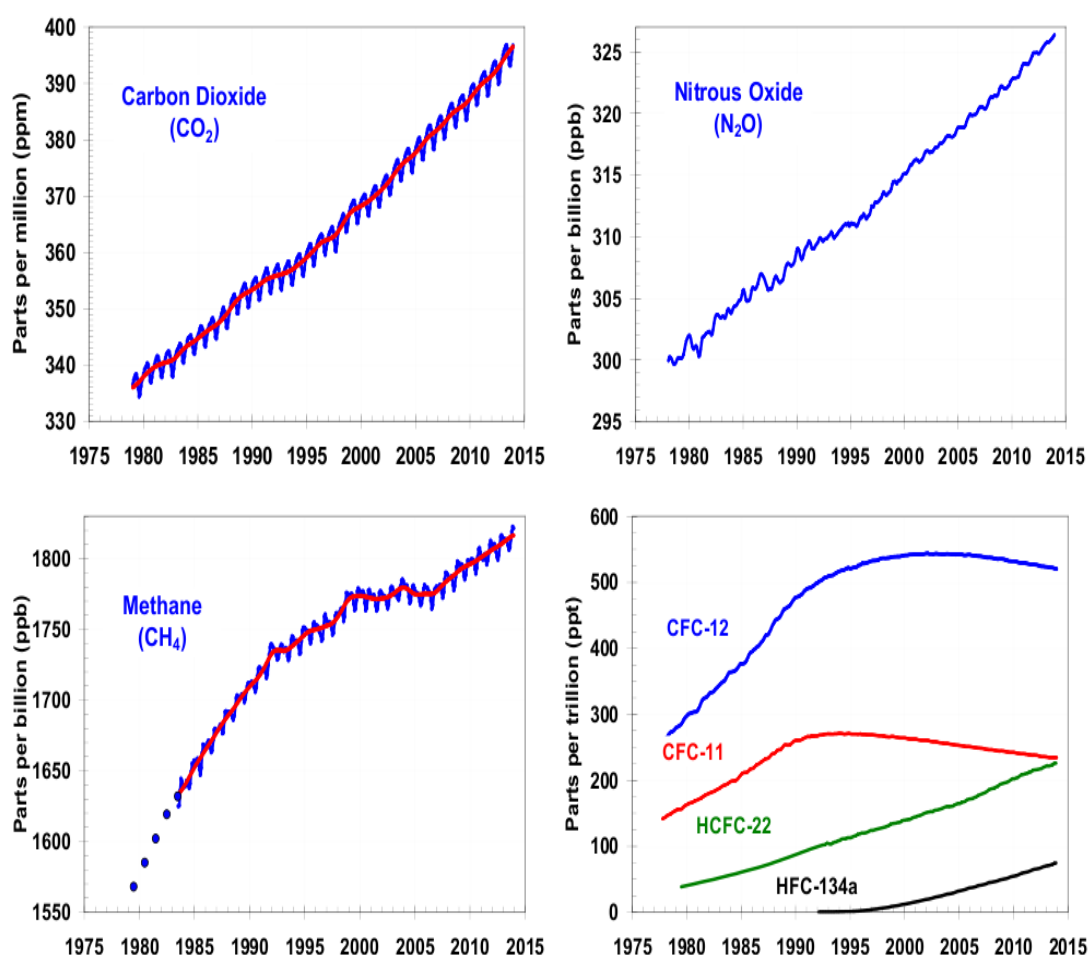 400
390
380
370
360
350
340
330
Parts per million (ppm)
Carbon Dioxide
(CO₂)
1975 1980 1985 1990 1995 2000 2005 2010 2015
325
320
315
310
305
300
295
Parts per billion (ppb)
Nitrous Oxide
(N₂O)
1975 1980 1985 1990 1995 2000 2005 2010 2015
1800
1750
1700
1650
1600
1550
Parts per billion (ppb)
Methane
(CH₄)
1975 1980 1985 1990 1995 2000 2005 2010 2015
600
500
400
300
200
100
0
Parts per trillion (ppt)
CFC-12
CFC-11
HCFC-22
HFC-134a
1975 1980 1985 1990 1995 2000 2005 2010 2015